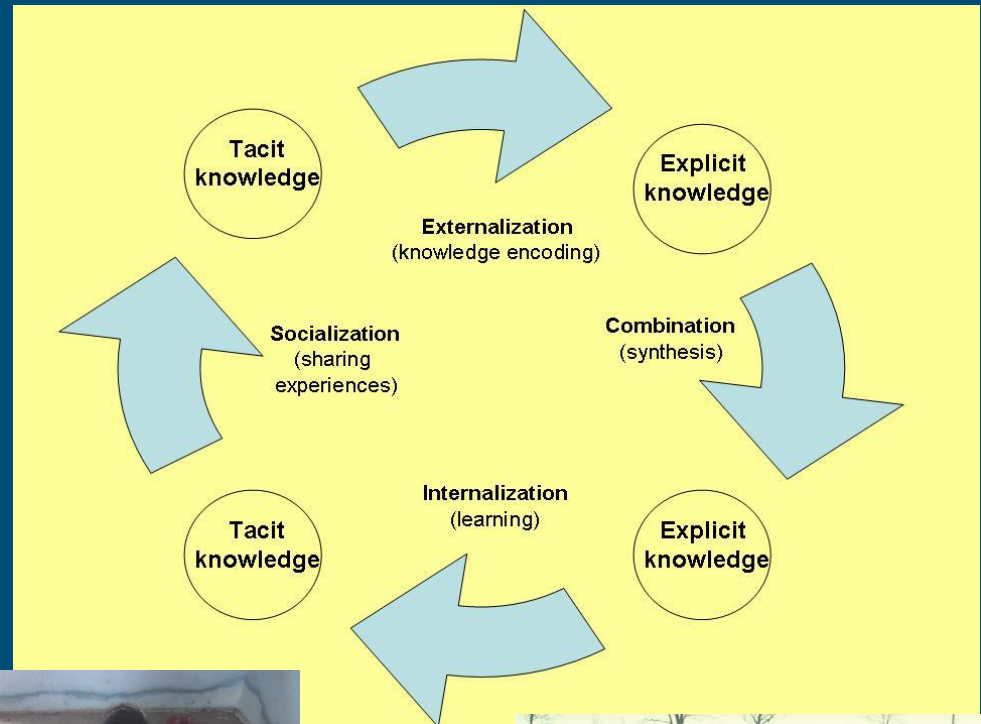 Tacit
knowledge
Explicit
knowledge
Externalization
(knowledge encoding)
Socialization
(sharing
experiences)
Combination
(synthesis)
Internalization
(learning)
Tacit
knowledge
Explicit
knowledge